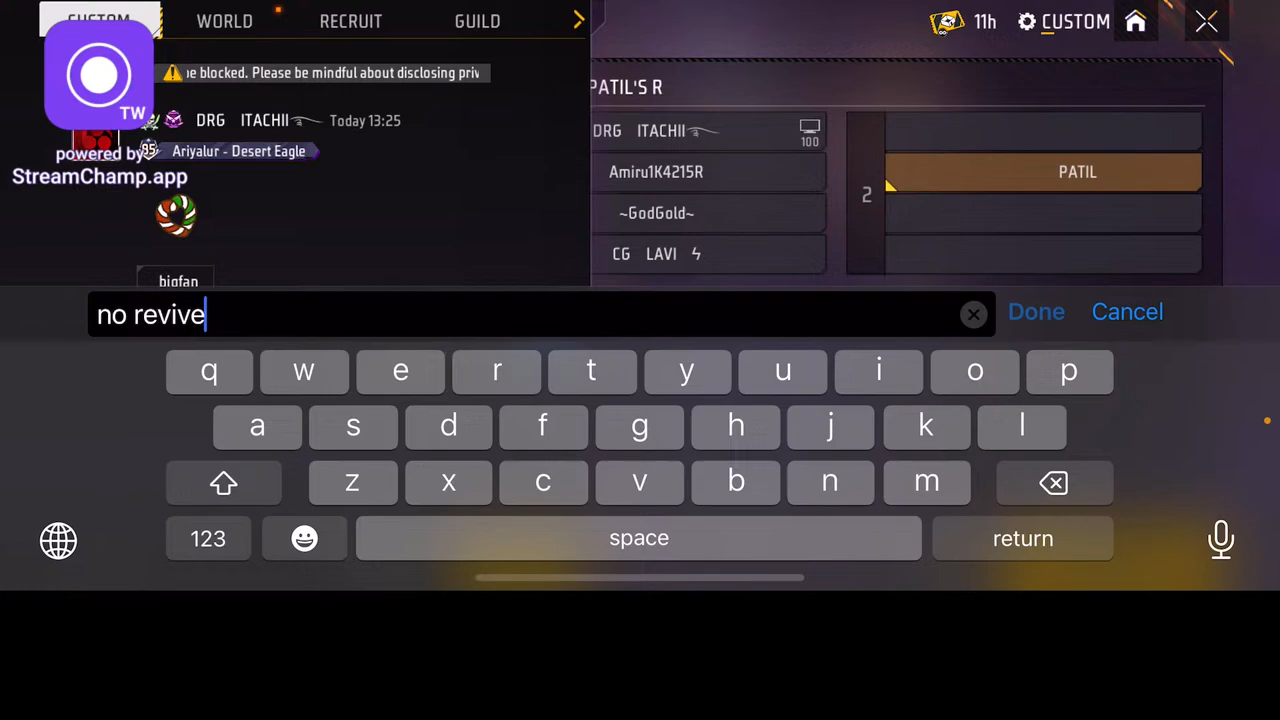 CUSTOM
WORLD
RECRUIT
GUILD
11h
CUSTOM
TW
powered by
StreamChamp.app
be blocked. Please be mindful about disclosing priv
DRG ITACHII
Today 13:25
95
Ariyalur - Desert Eagle
bigfan
PATIL'S R
DRG ITACHII
100
Amiru1K4215R
~GodGold~
CG LAVI
2
PATIL
no revive
Done
Cancel
q w e r t y u i o p
a s d f g h j k l
z x c v b n m
123
space
return